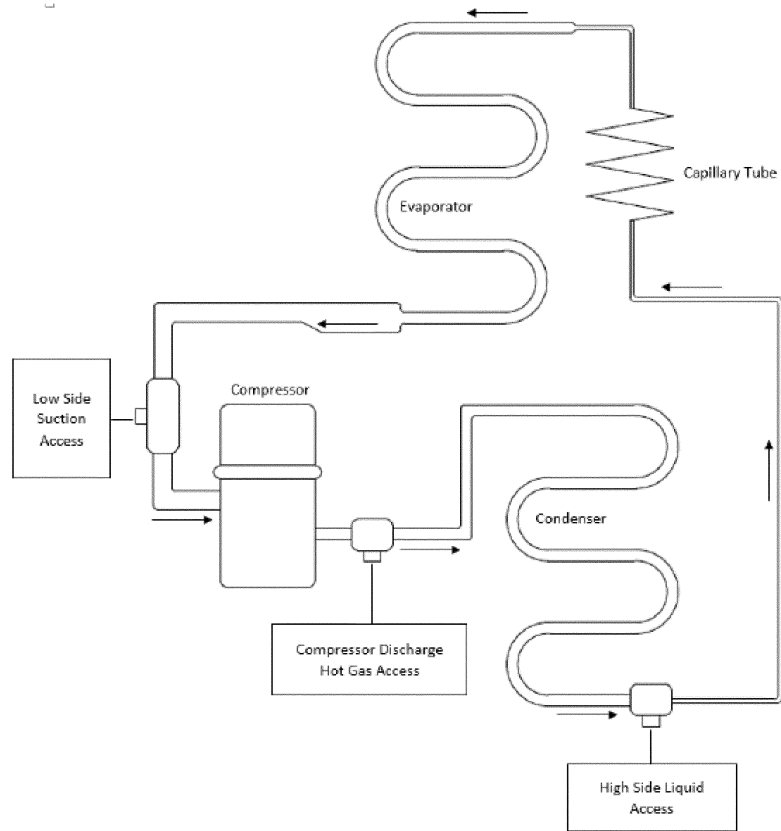 Capillary Tube
Evaporator
Low Side
Suction
Access
Compressor
Condenser
Compressor Discharge
Hot Gas Access
High Side Liquid
Access